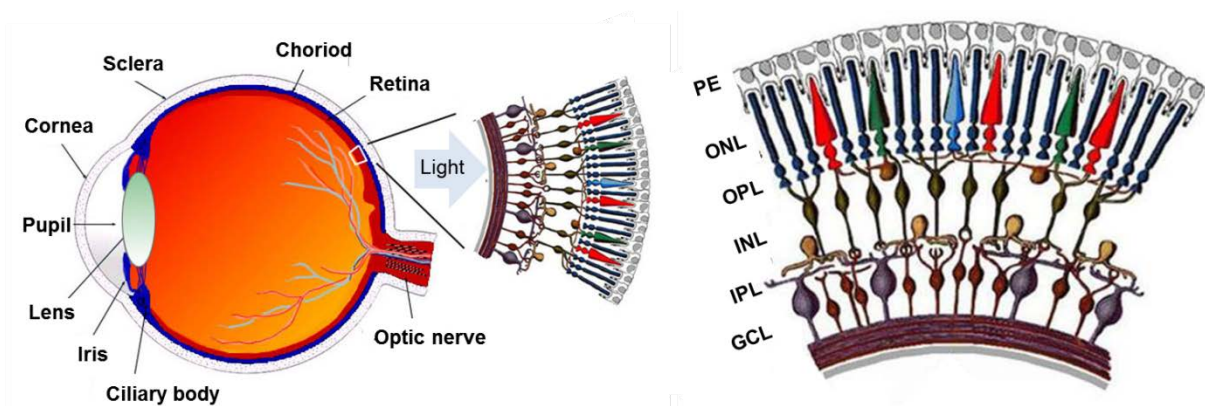 Choriod
Sclera
Retina
Cornea
Light
Pupil
Lens
Iris
Optic nerve
Ciliary body
PE
ONL
OPL
INL
IPL
GCL